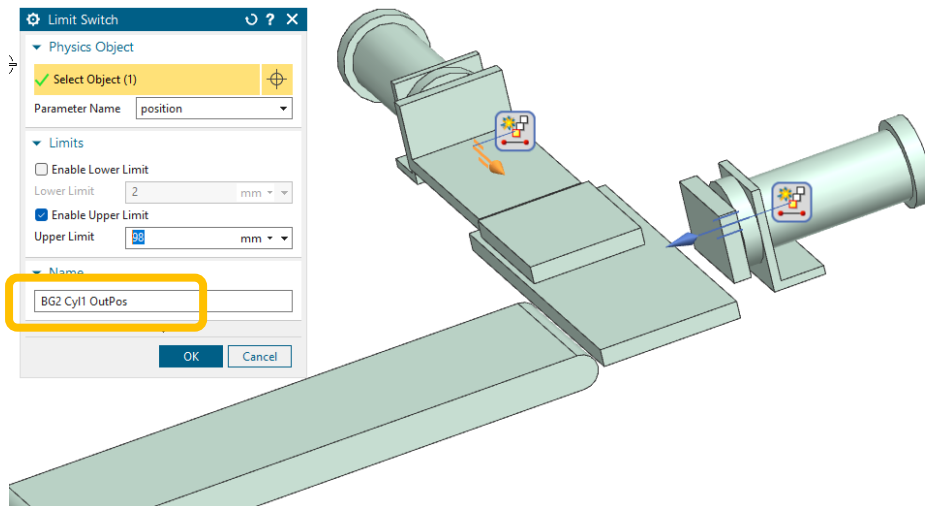 Limit Switch
Physics Object
Select Object (1)
Parameter Name position
Limits
Enable Lower Limit
Lower Limit 2 mm
Enable Upper Limit
Upper Limit 98 mm
Name
BG2 Cyl1 OutPos
OK Cancel